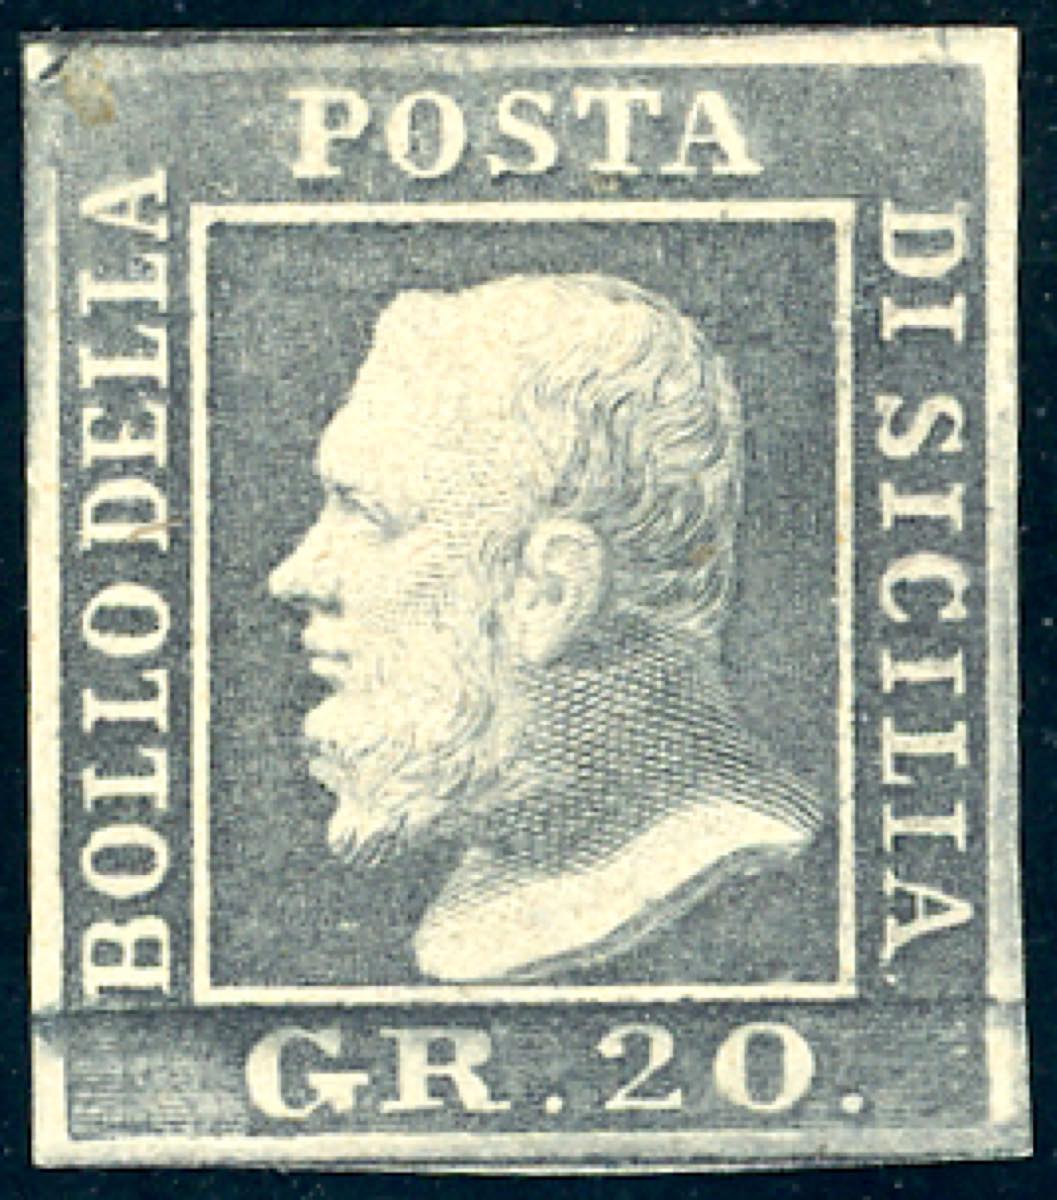 BOLLO DELLA
POSTA
DI SICILIA
GR. 20.